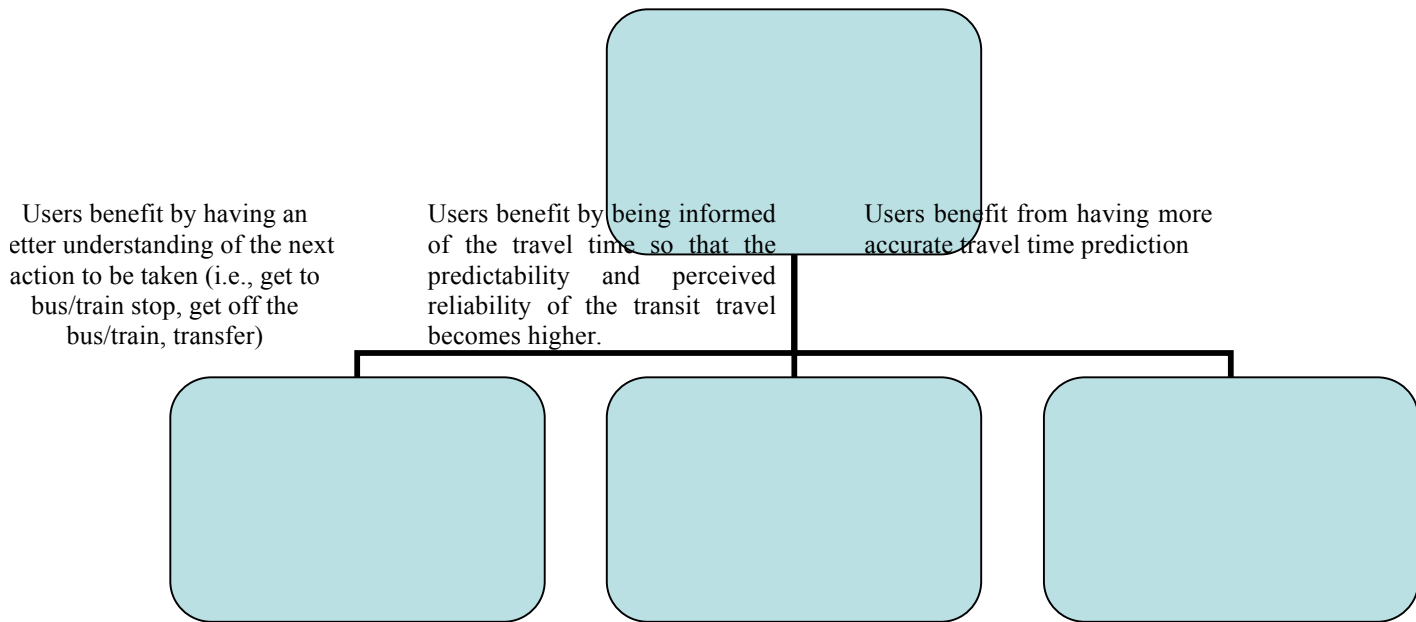 Users benefit by having an
etter understanding of the next
action to be taken (i.e., get to
bus/train stop, get off the
bus/train, transfer)
Users benefit by being informed
of the travel time so that the
predictability and perceived
reliability of the transit travel
becomes higher.
Users benefit from having more
accurate travel time prediction